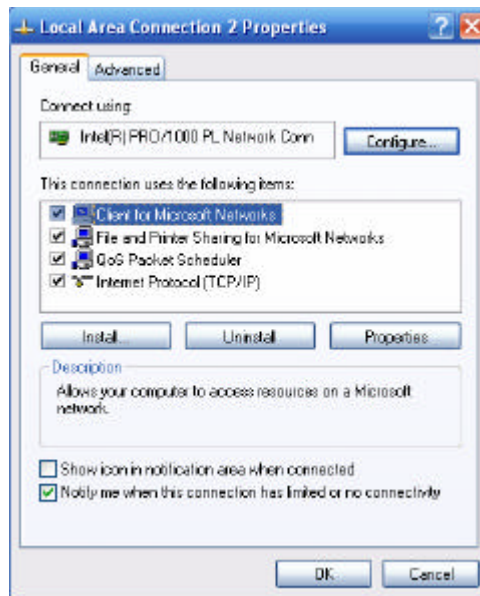 Local Area Connection 2 Properties
General Advanced
Connect using:
Intel(R) PRO/1000 PL Network Conn Configure...
This connection uses the following items:
Client for Microsoft Networks
File and Printer Sharing for Microsoft Networks
QoS Packet Scheduler
Internet Protocol (TCP/IP)
Install... Uninstall Properties
Description
Allows your computer to access resources on a Microsoft
network.
Show icon in notification area when connected
Notify me when this connection has limited or no connectivity
OK Cancel